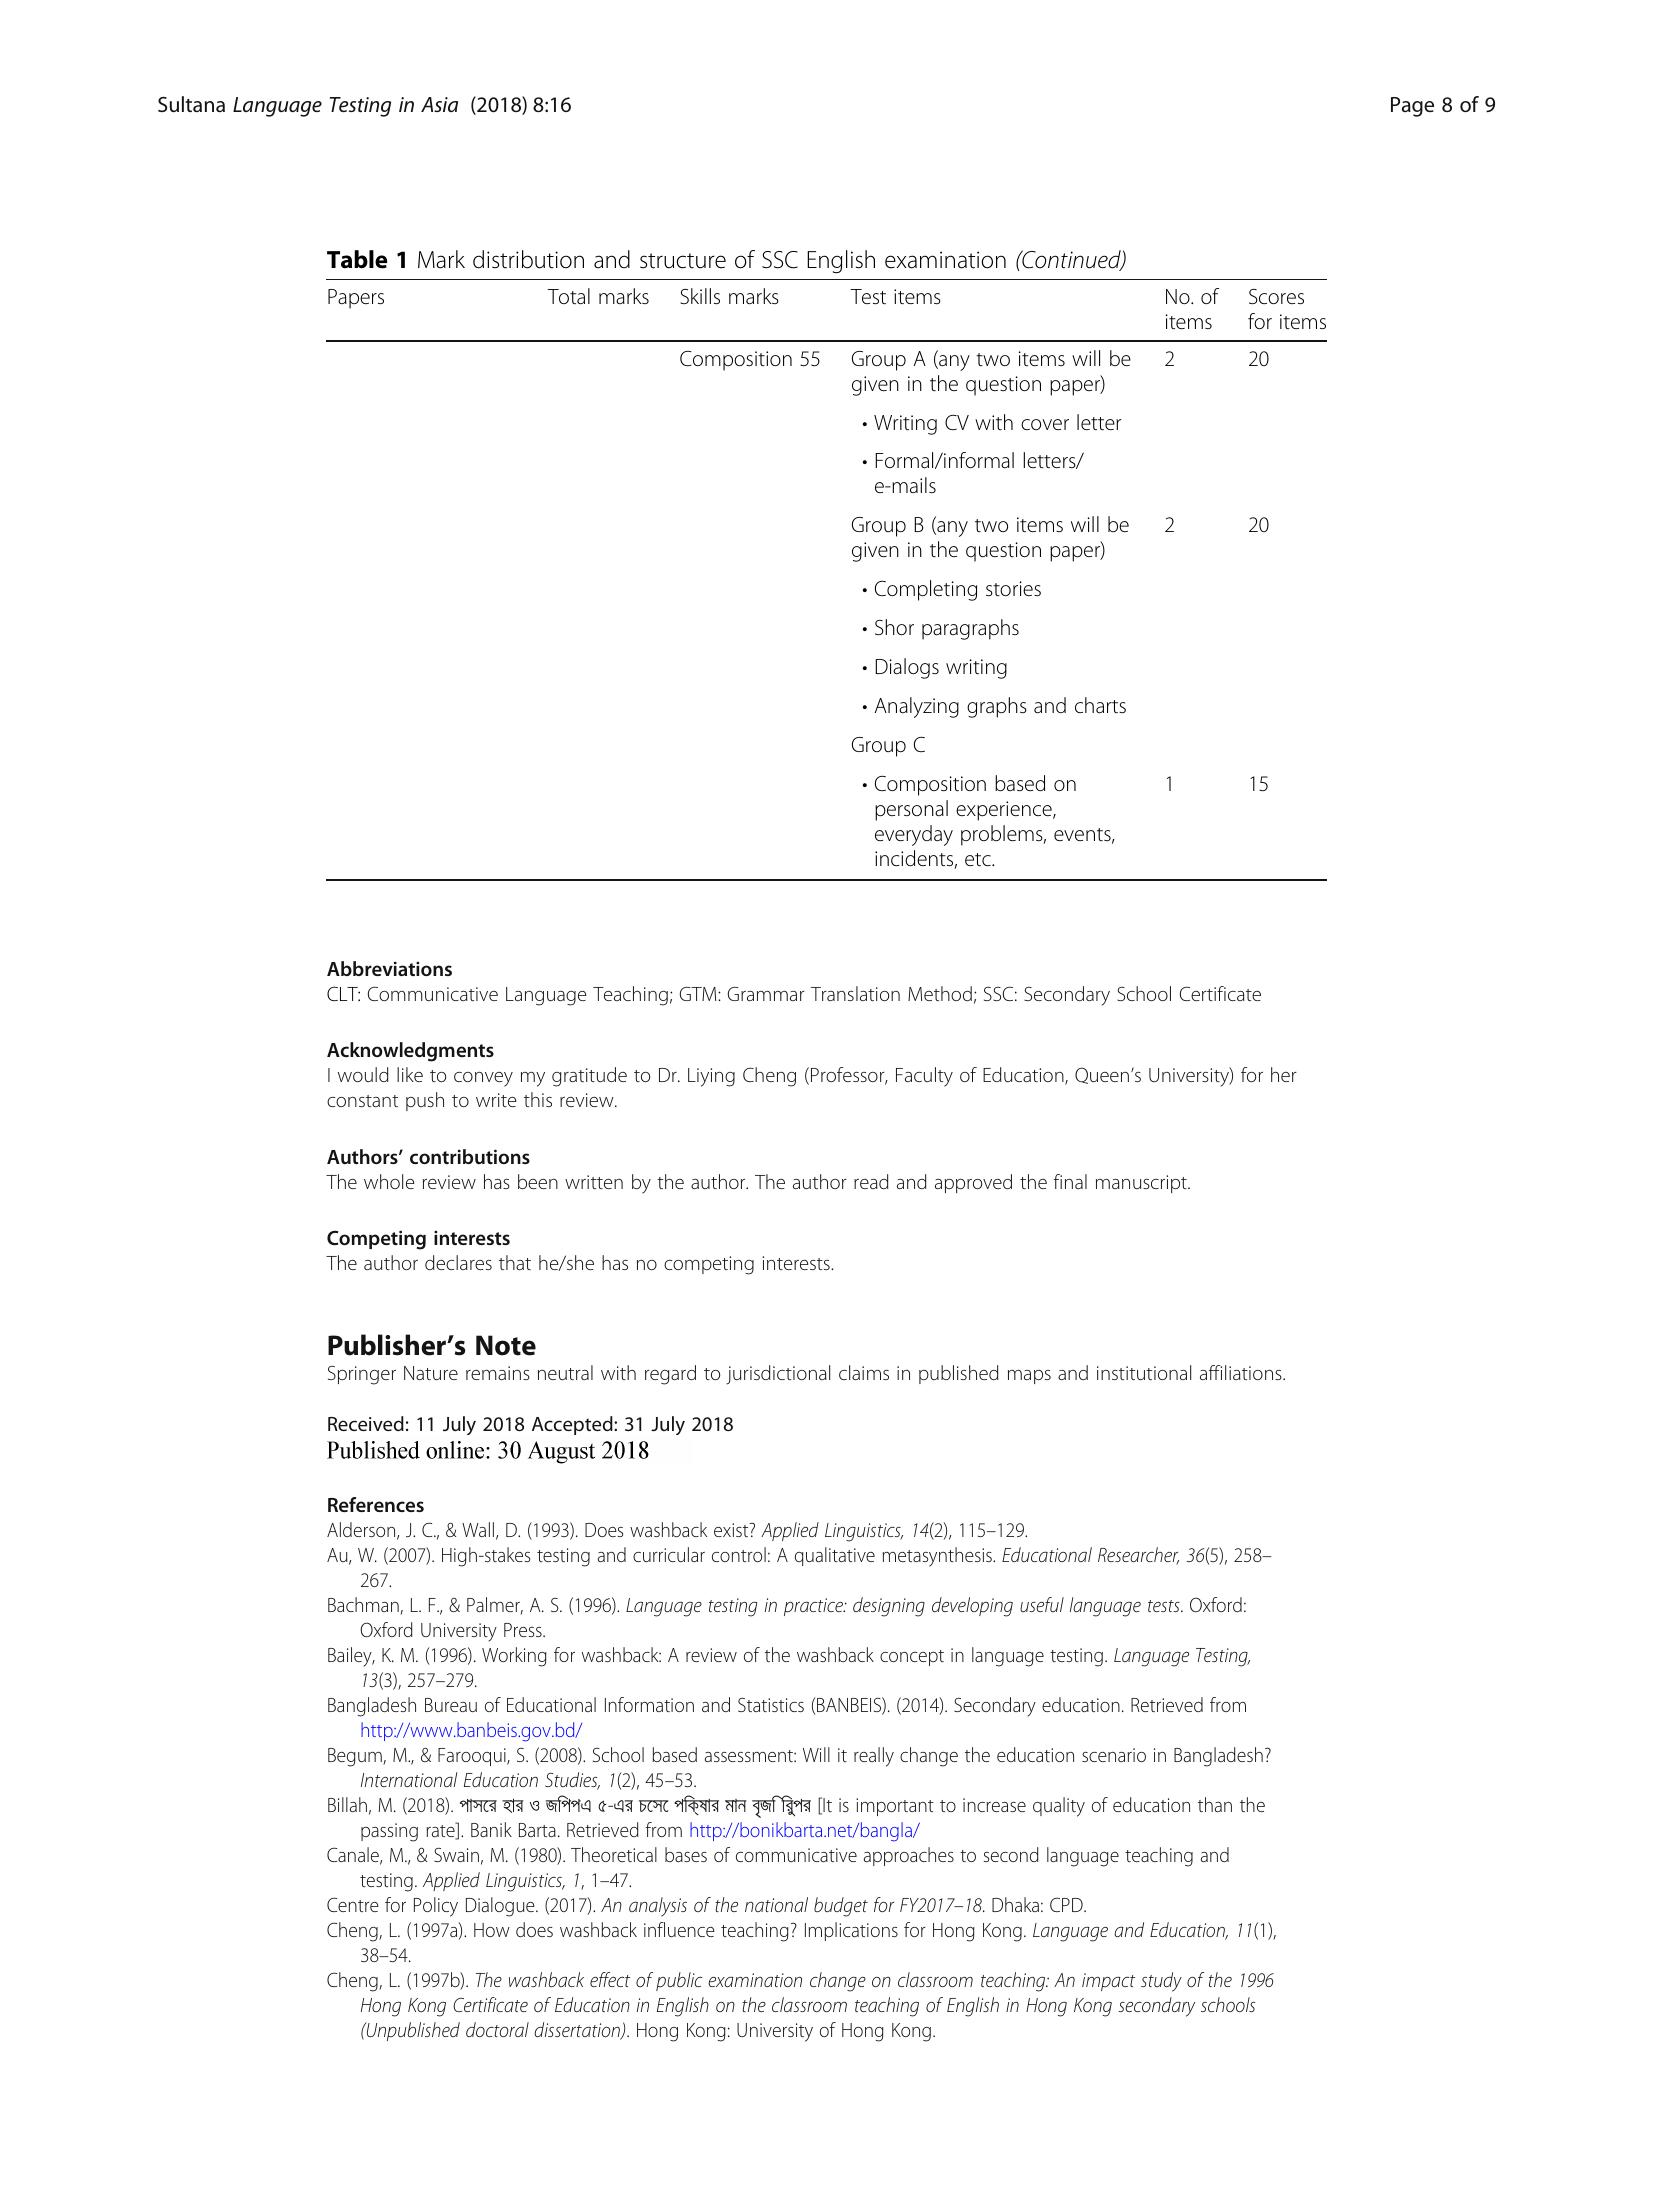 Sultana Language Testing in Asia (2018) 8:16
Page 8 of 9
Table 1 Mark distribution and structure of SSC English examination (Continued)
Papers Total marks Skills marks Test items No. of items Scores for items
Composition 55 Group A (any two items will be 2 20
given in the question paper)
• Writing CV with cover letter
• Formal/informal letters/
e-mails
Group B (any two items will be 2 20
given in the question paper)
• Completing stories
• Shor paragraphs
• Dialogs writing
• Analyzing graphs and charts
Group C
• Composition based on 1 15
personal experience,
everyday problems, events,
incidents, etc.
Abbreviations
CLT: Communicative Language Teaching; GTM: Grammar Translation Method; SSC: Secondary School Certificate
Acknowledgments
I would like to convey my gratitude to Dr. Liying Cheng (Professor, Faculty of Education, Queen's University) for her
constant push to write this review.
Authors' contributions
The whole review has been written by the author. The author read and approved the final manuscript.
Competing interests
The author declares that he/she has no competing interests.
Publisher's Note
Springer Nature remains neutral with regard to jurisdictional claims in published maps and institutional affiliations.
Received: 11 July 2018 Accepted: 31 July 2018
Published online: 30 August 2018
References
Alderson, J. C., & Wall, D. (1993). Does washback exist? Applied Linguistics, 14(2), 115–129.
Au, W. (2007). High-stakes testing and curricular control: A qualitative metasynthesis. Educational Researcher, 36(5), 258–
267.
Bachman, L. F., & Palmer, A. S. (1996). Language testing in practice: designing developing useful language tests. Oxford:
Oxford University Press.
Bailey, K. M. (1996). Working for washback: A review of the washback concept in language testing. Language Testing,
13(3), 257–279.
Bangladesh Bureau of Educational Information and Statistics (BANBEIS). (2014). Secondary education. Retrieved from
http://www.banbeis.gov.bd/
Begum, M., & Farooqui, S. (2008). School based assessment: Will it really change the education scenario in Bangladesh?
International Education Studies, 1(2), 45–53.
Billah, M. (2018). পাসরে হার ও জপিপিএ ৫-এর চসেে মান [It is important to increase quality of education than the
passing rate]. Banik Barta. Retrieved from http://bonikbarta.net/bangla/
Canale, M., & Swain, M. (1980). Theoretical bases of communicative approaches to second language teaching and
testing. Applied Linguistics, 1, 1–47.
Centre for Policy Dialogue. (2017). An analysis of the national budget for FY2017–18. Dhaka: CPD.
Cheng, L. (1997a). How does washback influence teaching? Implications for Hong Kong. Language and Education, 11(1),
38–54.
Cheng, L. (1997b). The washback effect of public examination change on classroom teaching: An impact study of the 1996
Hong Kong Certificate of Education in English on the classroom teaching of English in Hong Kong secondary schools
(Unpublished doctoral dissertation). Hong Kong: University of Hong Kong.